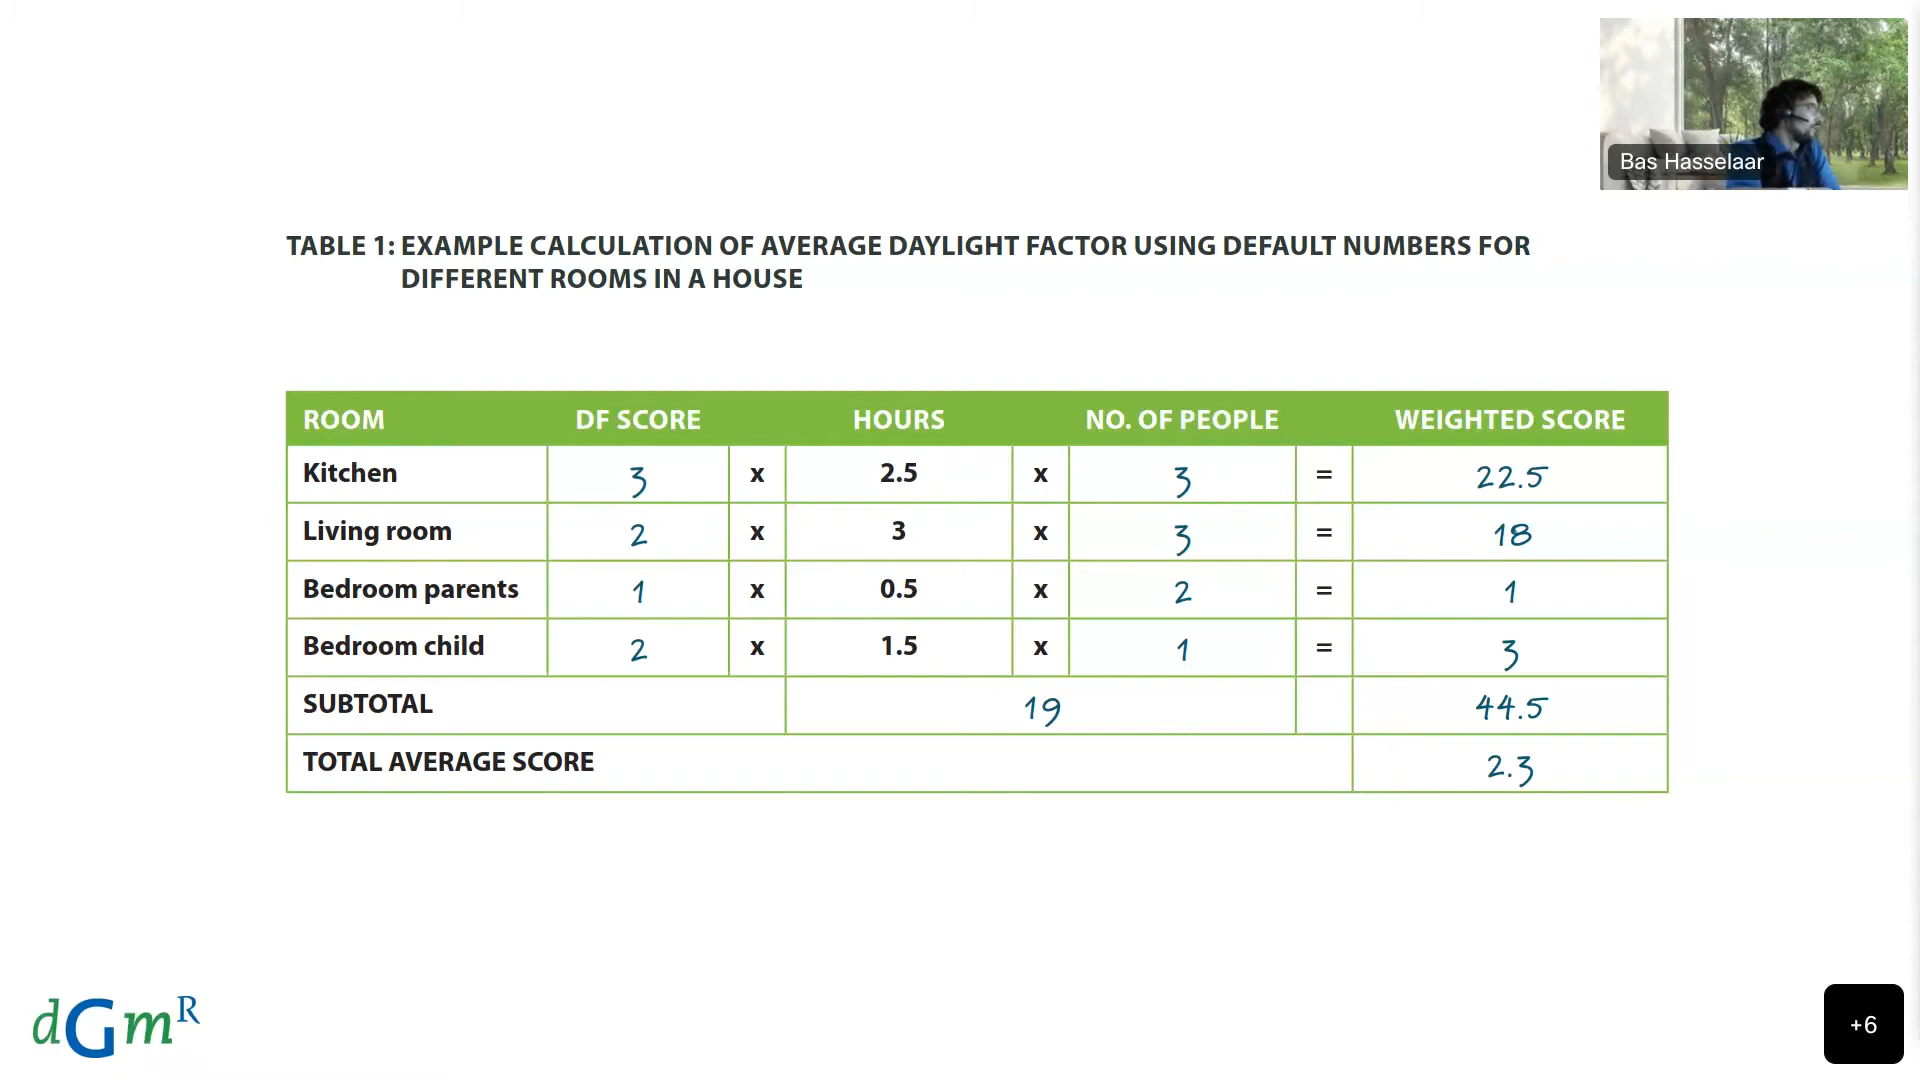 Bas Hasselaar
TABLE 1: EXAMPLE CALCULATION OF AVERAGE DAYLIGHT FACTOR USING DEFAULT NUMBERS FOR
DIFFERENT ROOMS IN A HOUSE
ROOM DF SCORE HOURS NO. OF PEOPLE WEIGHTED SCORE
Kitchen 3 x 2.5 x 3 = 22.5
Living room 2 x 3 x 3 = 18
Bedroom parents 1 x 0.5 x 2 = 1
Bedroom child 2 x 1.5 x 1 = 3
SUBTOTAL 19 44.5
TOTAL AVERAGE SCORE 2.3
dGmR
+6